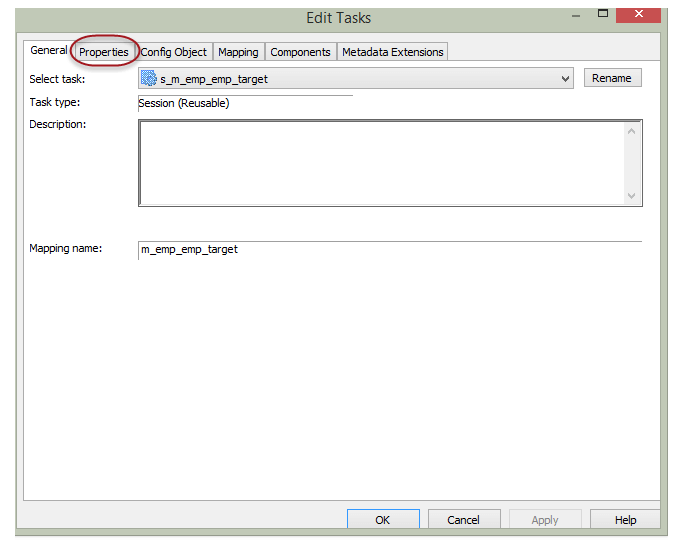 Edit Tasks
General Properties Config Object Mapping Components Metadata Extensions
Select task: s_m_emp_emp_target Rename
Task type: Session (Reusable)
Description:
Mapping name: m_emp_emp_target
OK Cancel Apply Help